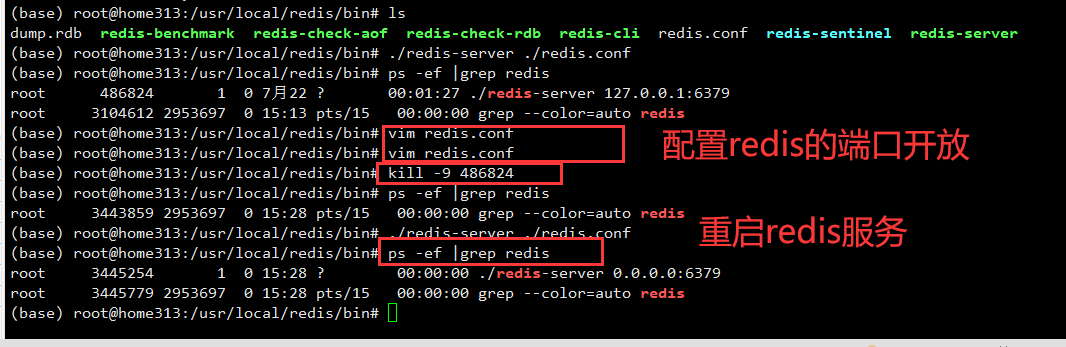 (base) root@home313:/usr/local/redis/bin# ls
dump.rdb redis-benchmark redis-check-aof redis-check-rdb redis-cli redis.conf redis-sentinel redis-server
(base) root@home313:/usr/local/redis/bin# ./redis-server ./redis.conf
(base) root@home313:/usr/local/redis/bin# ps -ef |grep redis
root 486824 1 0 7月22 ? 00:01:27 ./redis-server 127.0.0.1:6379
root 3104612 2953697 0 15:13 pts/15 00:00:00 grep --color=auto redis
(base) root@home313:/usr/local/redis/bin# vim redis.conf
(base) root@home313:/usr/local/redis/bin# vim redis.conf
配置redis的端口开放
(base) root@home313:/usr/local/redis/bin# kill -9 486824
(base) root@home313:/usr/local/redis/bin# ps -ef |grep redis
root 3443859 2953697 0 15:28 pts/15 00:00:00 grep --color=auto redis
(base) root@home313:/usr/local/redis/bin# ./redis-server ./redis.conf
重启redis服务
(base) root@home313:/usr/local/redis/bin# ps -ef |grep redis
root 3445254 1 0 15:28 ? 00:00:00 ./redis-server 0.0.0.0:6379
root 3445779 2953697 0 15:28 pts/15 00:00:00 grep --color=auto redis
(base) root@home313:/usr/local/redis/bin#